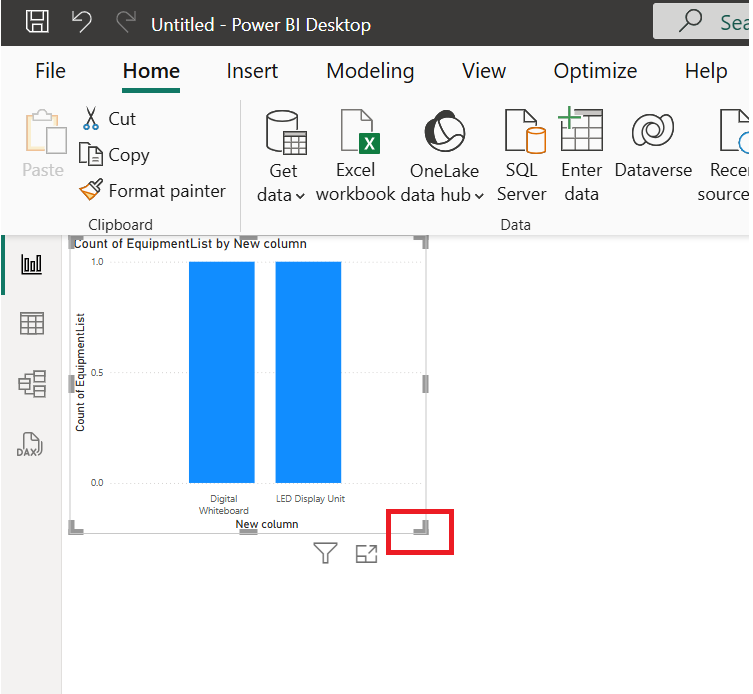 Untitled - Power BI Desktop
Sea
File Home Insert Modeling View Optimize Help
Paste
Cut
Copy
Format painter
Clipboard
Get
data
Excel
workbook
OneLake
data hub
SQL
Server
Enter
data
Dataverse
Recen
source
Data
Count of EquipmentList by New column
1.0
0.5
0.0
Count of EquipmentList
Digital
Whiteboard
LED Display Unit
New column
DAX